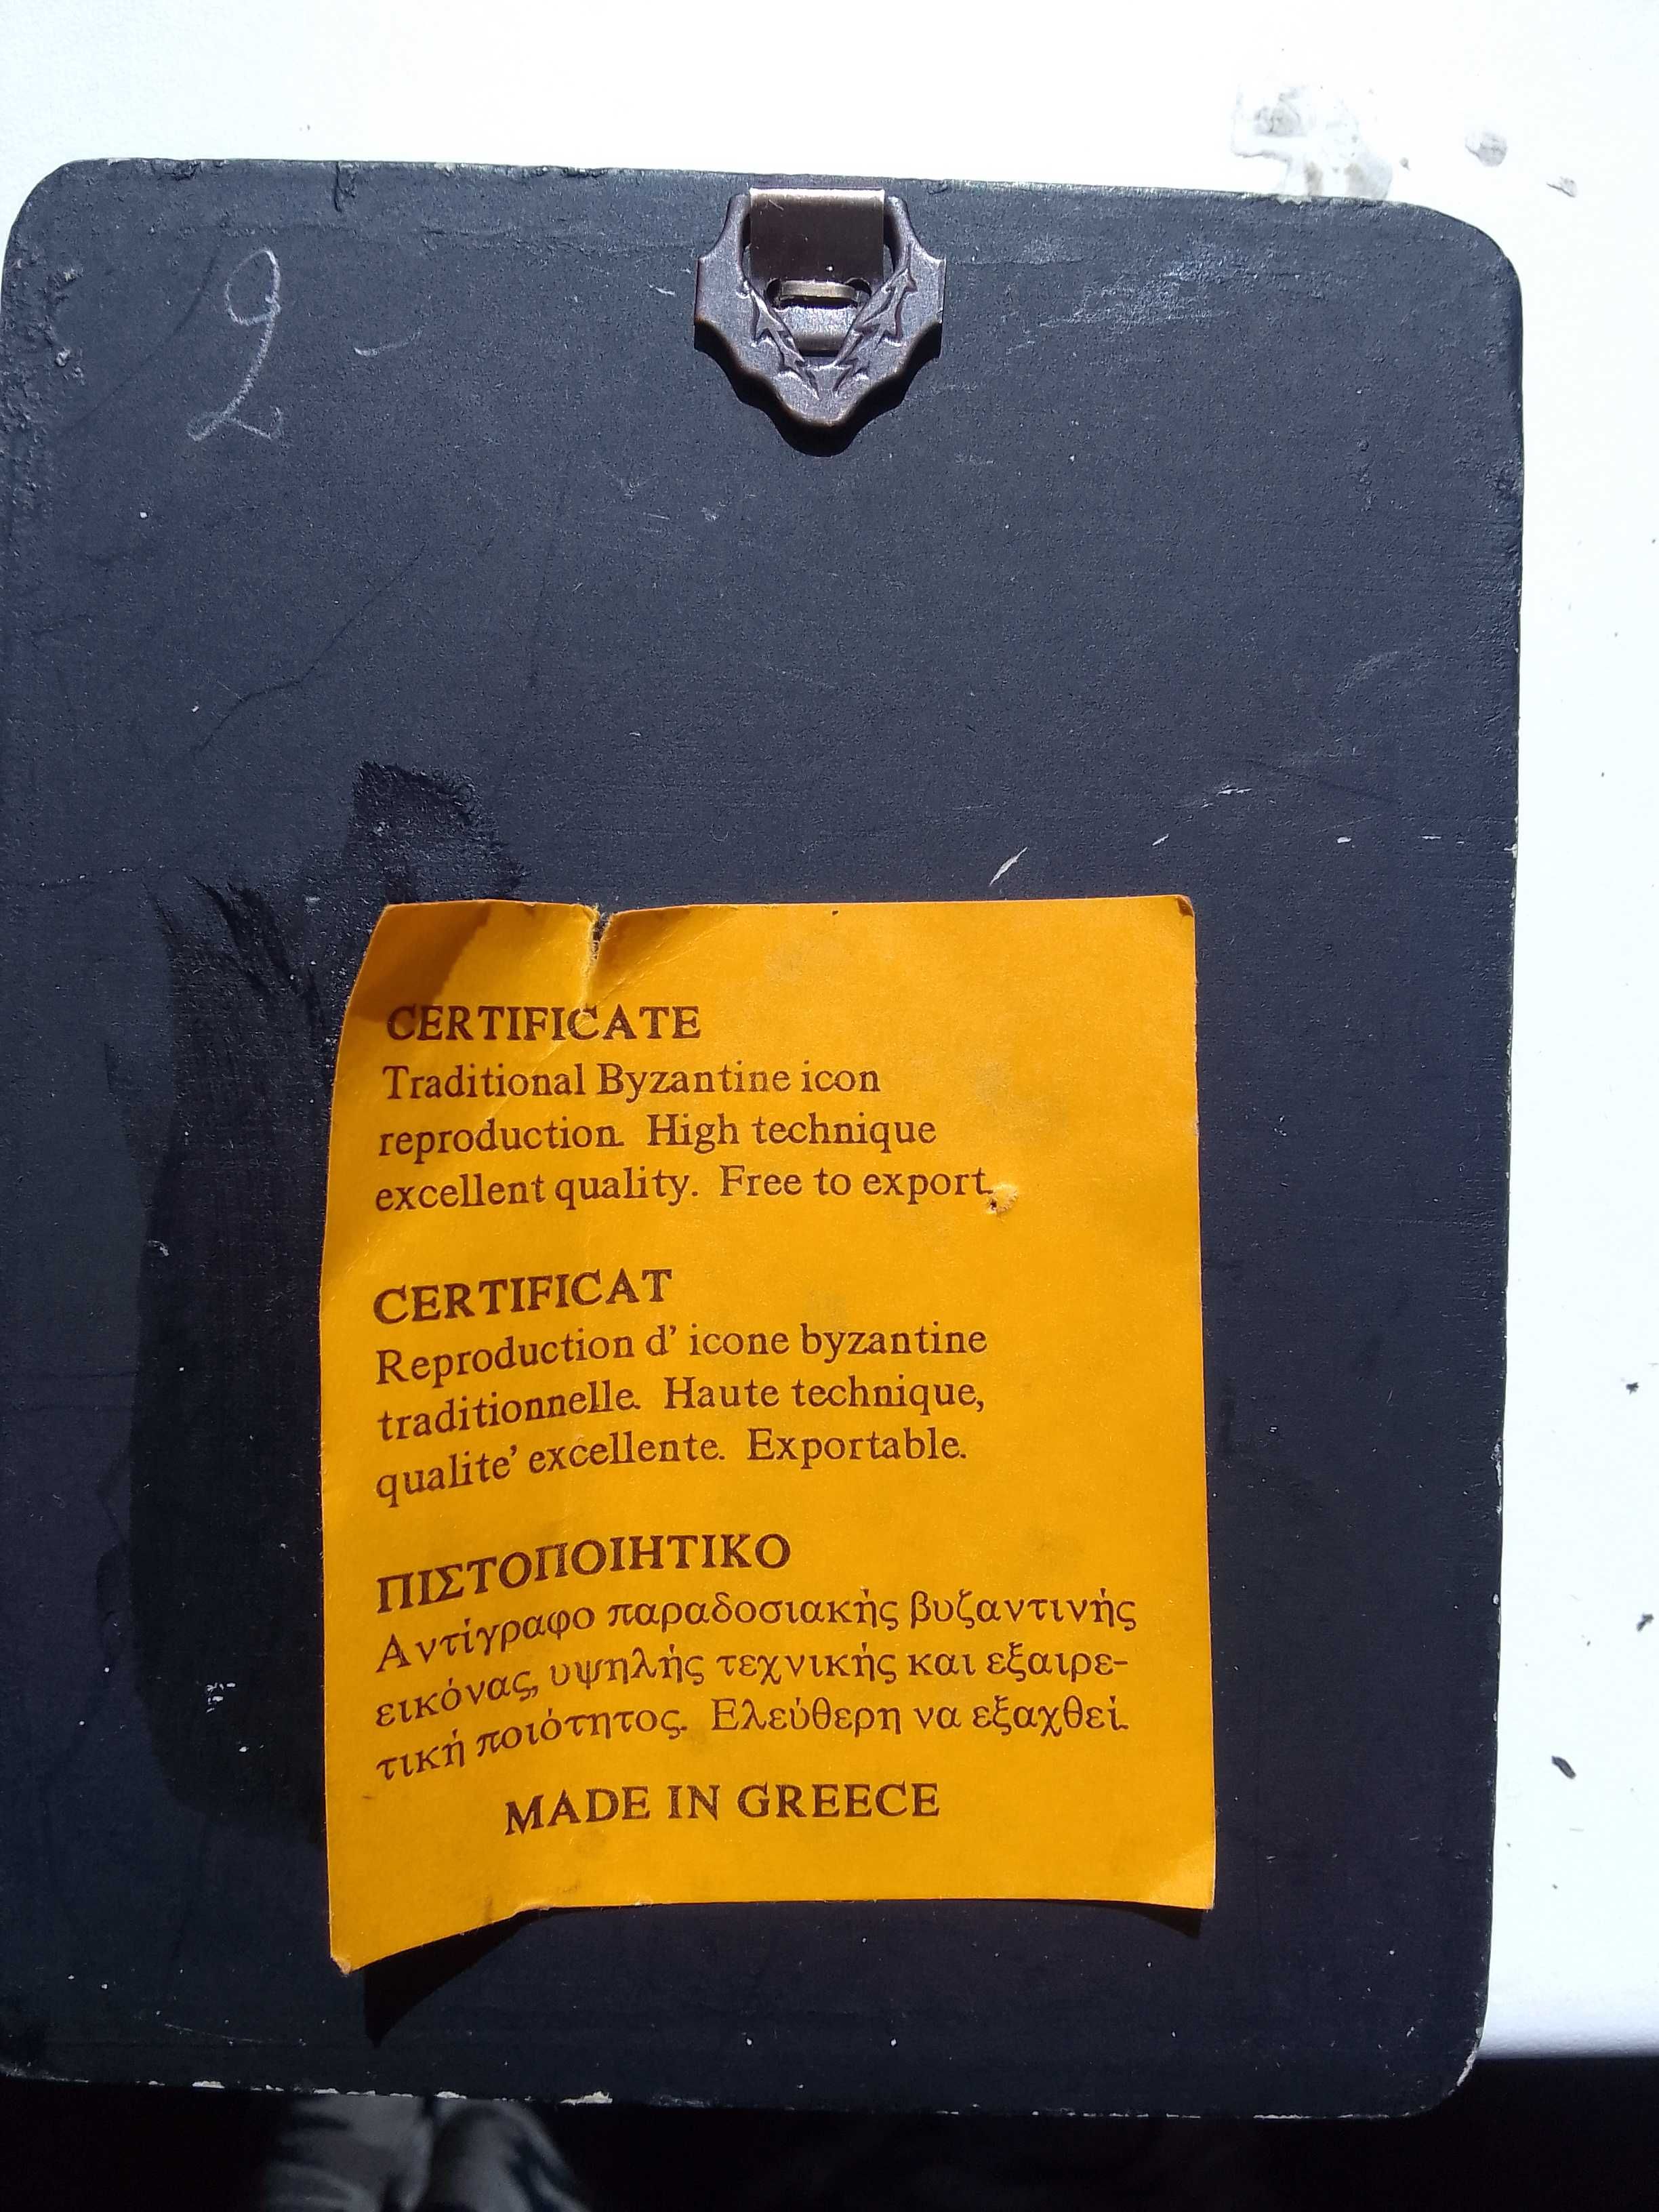 2
CERTIFICATE
Traditional Byzantine icon
reproduction. High technique
excellent quality. Free to export.
CERTIFICAT
Reproduction d' icone byzantine
traditionnelle. Haute technique,
qualite' excellente. Exportable.
ΠΙΣΤΟΠΟΙΗΤΙΚΟ
Αντίγραφο παραδοσιακής βυζαντινής
εικόνας, υψηλής τεχνικής και εξαιρε-
τική ποιότητος. Ελεύθερη να εξαχθεί.
MADE IN GREECE